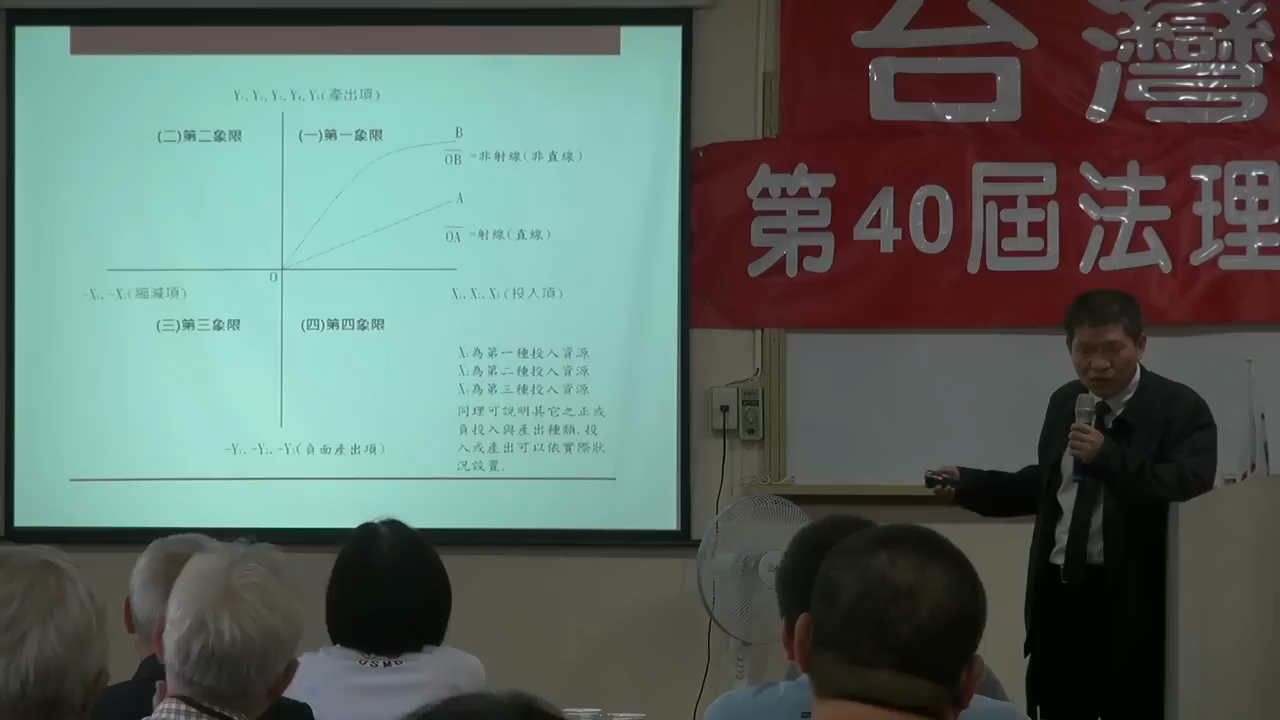 Y₁, Y₂, Y₃, Y₄, Y₅(產出項)
(二)第二象限
(一)第一象限
B
OB =非射線(非直線)
A
OA =射線(直線)
O
-X₁, -X₂(縮減項)
X₁, X₂, X₃(投入項)
(三)第三象限
(四)第四象限
X₁為第一種投入資源
X₂為第二種投入資源
X₃為第三種投入資源
同理可說明其它之正或
負投入與產出種類, 投
入或產出可以依實際狀
況設置.
-Y₁, -Y₂, -Y₃(負面產出項)
台灣
第40屆法理
USMC